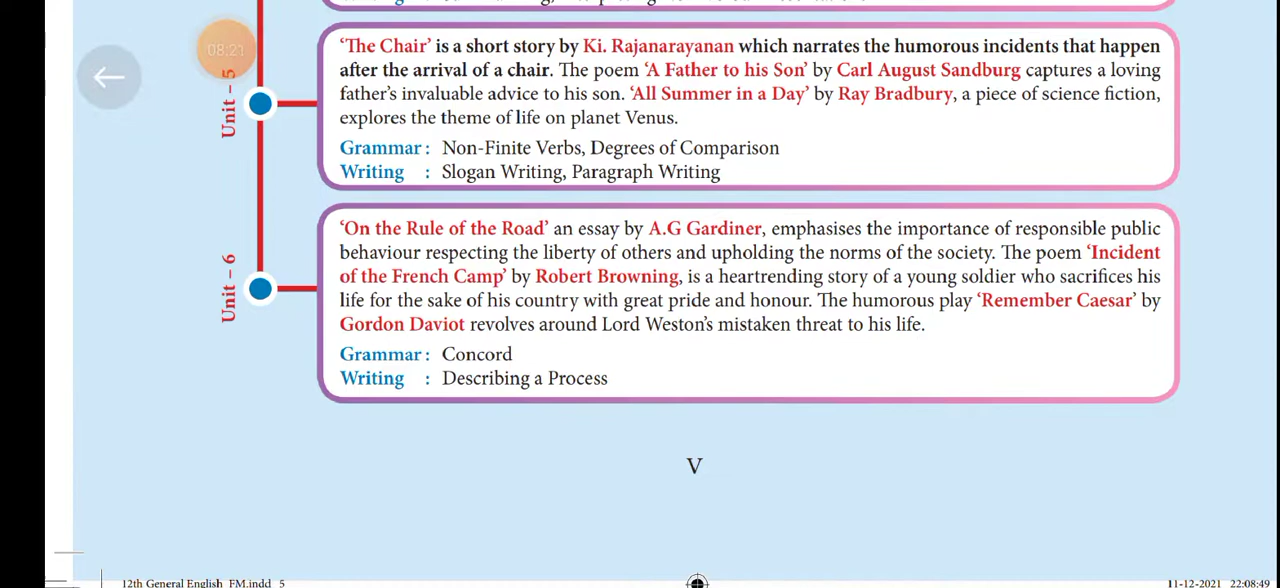 08:21
Unit – 5
‘The Chair’ is a short story by Ki. Rajanarayanan which narrates the humorous incidents that happen
after the arrival of a chair. The poem ‘A Father to his Son’ by Carl August Sandburg captures a loving
father’s invaluable advice to his son. ‘All Summer in a Day’ by Ray Bradbury, a piece of science fiction,
explores the theme of life on planet Venus.
Grammar : Non-Finite Verbs, Degrees of Comparison
Writing : Slogan Writing, Paragraph Writing
Unit – 6
‘On the Rule of the Road’ an essay by A.G Gardiner, emphasises the importance of responsible public
behaviour respecting the liberty of others and upholding the norms of the society. The poem ‘Incident
of the French Camp’ by Robert Browning, is a heartrending story of a young soldier who sacrifices his
life for the sake of his country with great pride and honour. The humorous play ‘Remember Caesar’ by
Gordon Daviot revolves around Lord Weston’s mistaken threat to his life.
Grammar : Concord
Writing : Describing a Process
V
12th General English_FM.indd 5
11-12-2021 22:08:49